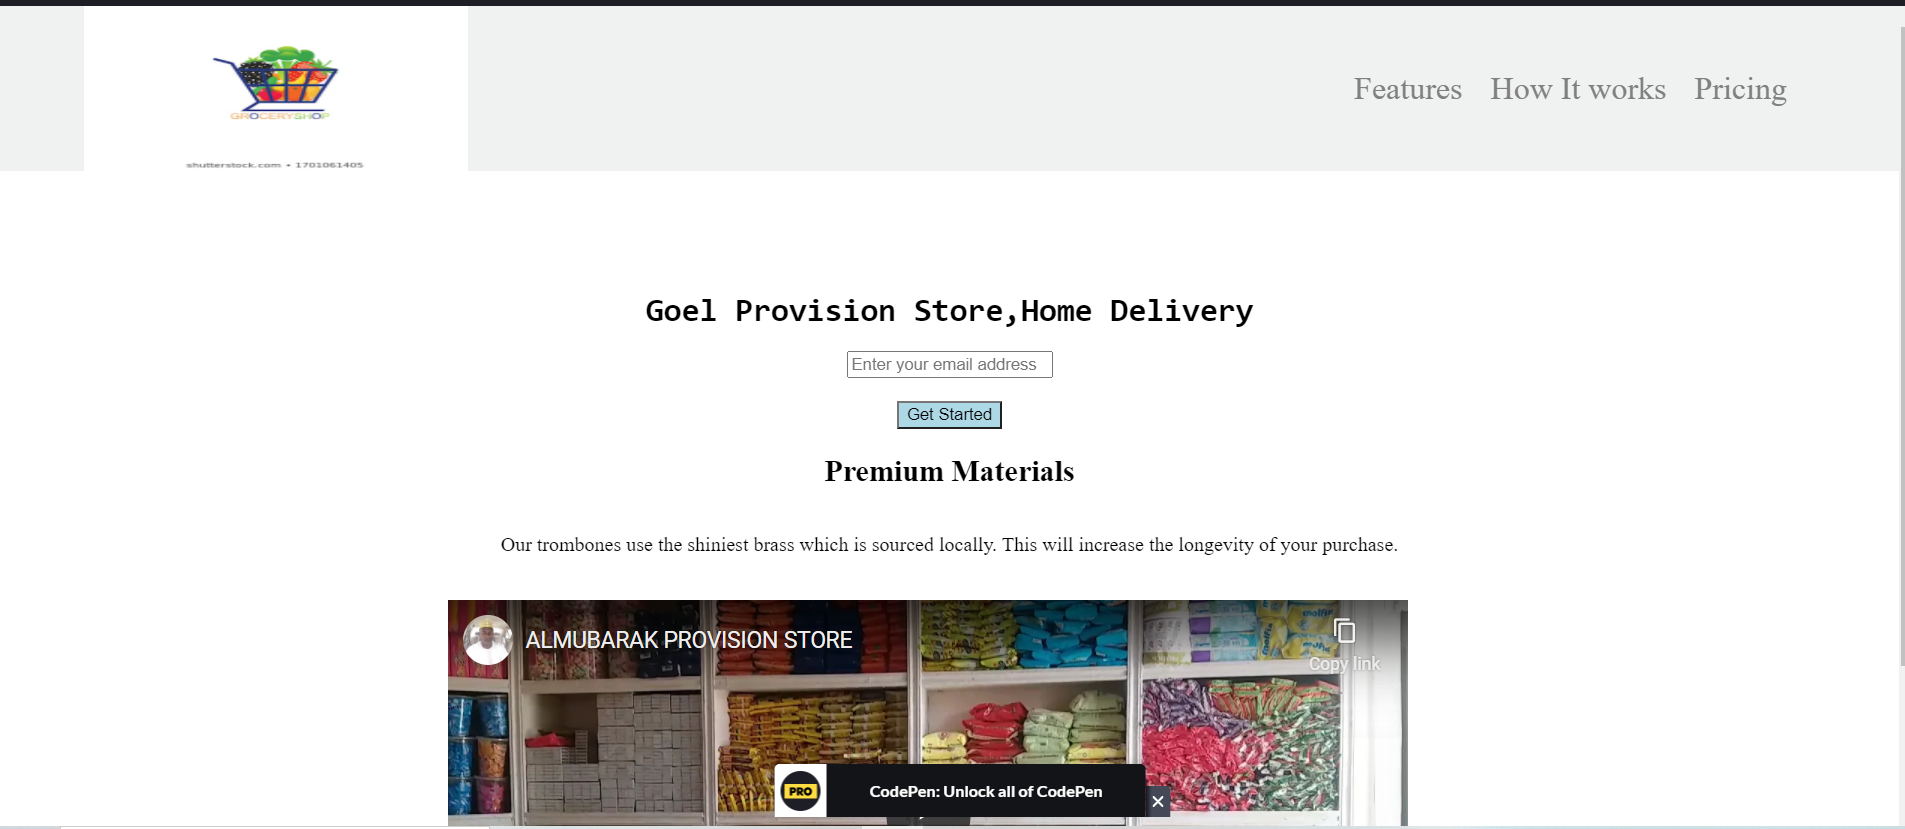 GROCERYSHOP
shutterstock.com • 1701061405
Features How It works Pricing
Goel Provision Store,Home Delivery
Enter your email address
Get Started
Premium Materials
Our trombones use the shiniest brass which is sourced locally. This will increase the longevity of your purchase.
ALMUBARAK PROVISION STORE
Copy link
PRO
CodePen: Unlock all of CodePen